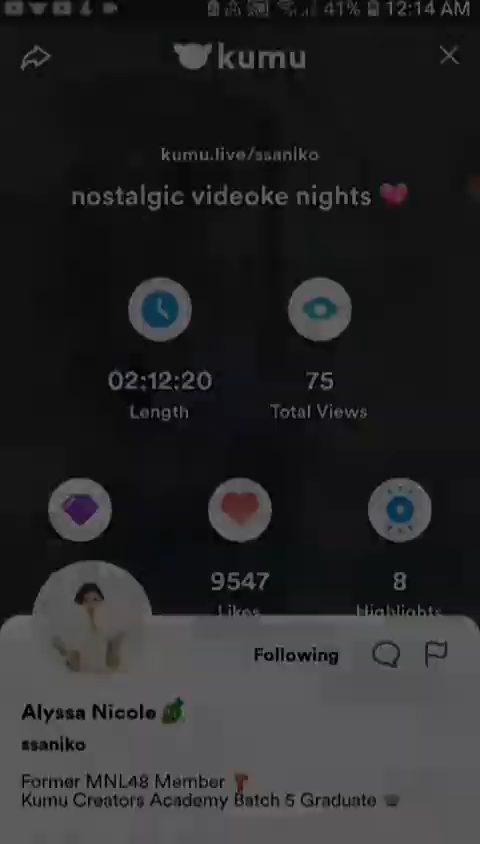 41% 12:14 AM
kumu
kumu.live/ssaniko
nostalgic videoke nights
02:12:20
75
Length
Total Views
9547
8
Likes
Highlights
Following
Alyssa Nicole
ssaniko
Former MNL48 Member
Kumu Creators Academy Batch 5 Graduate